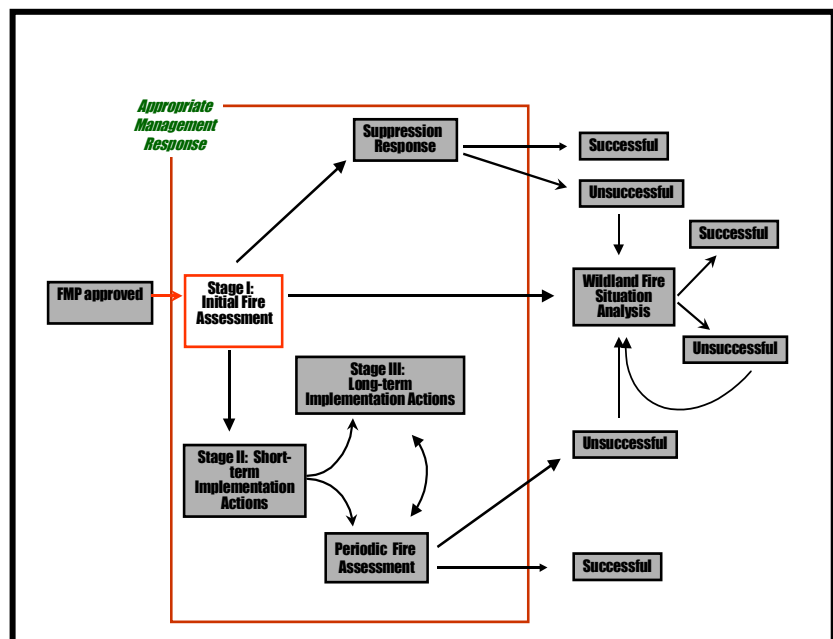 Appropriate
Management
Response
Suppression
Response
Successful
Unsuccessful
Successful
FMP approved
Stage I:
Initial Fire
Assessment
Wildland Fire
Situation
Analysis
Unsuccessful
Stage III:
Long-term
Implementation Actions
Stage II: Short-
term
Implementation
Actions
Unsuccessful
Periodic Fire
Assessment
Successful